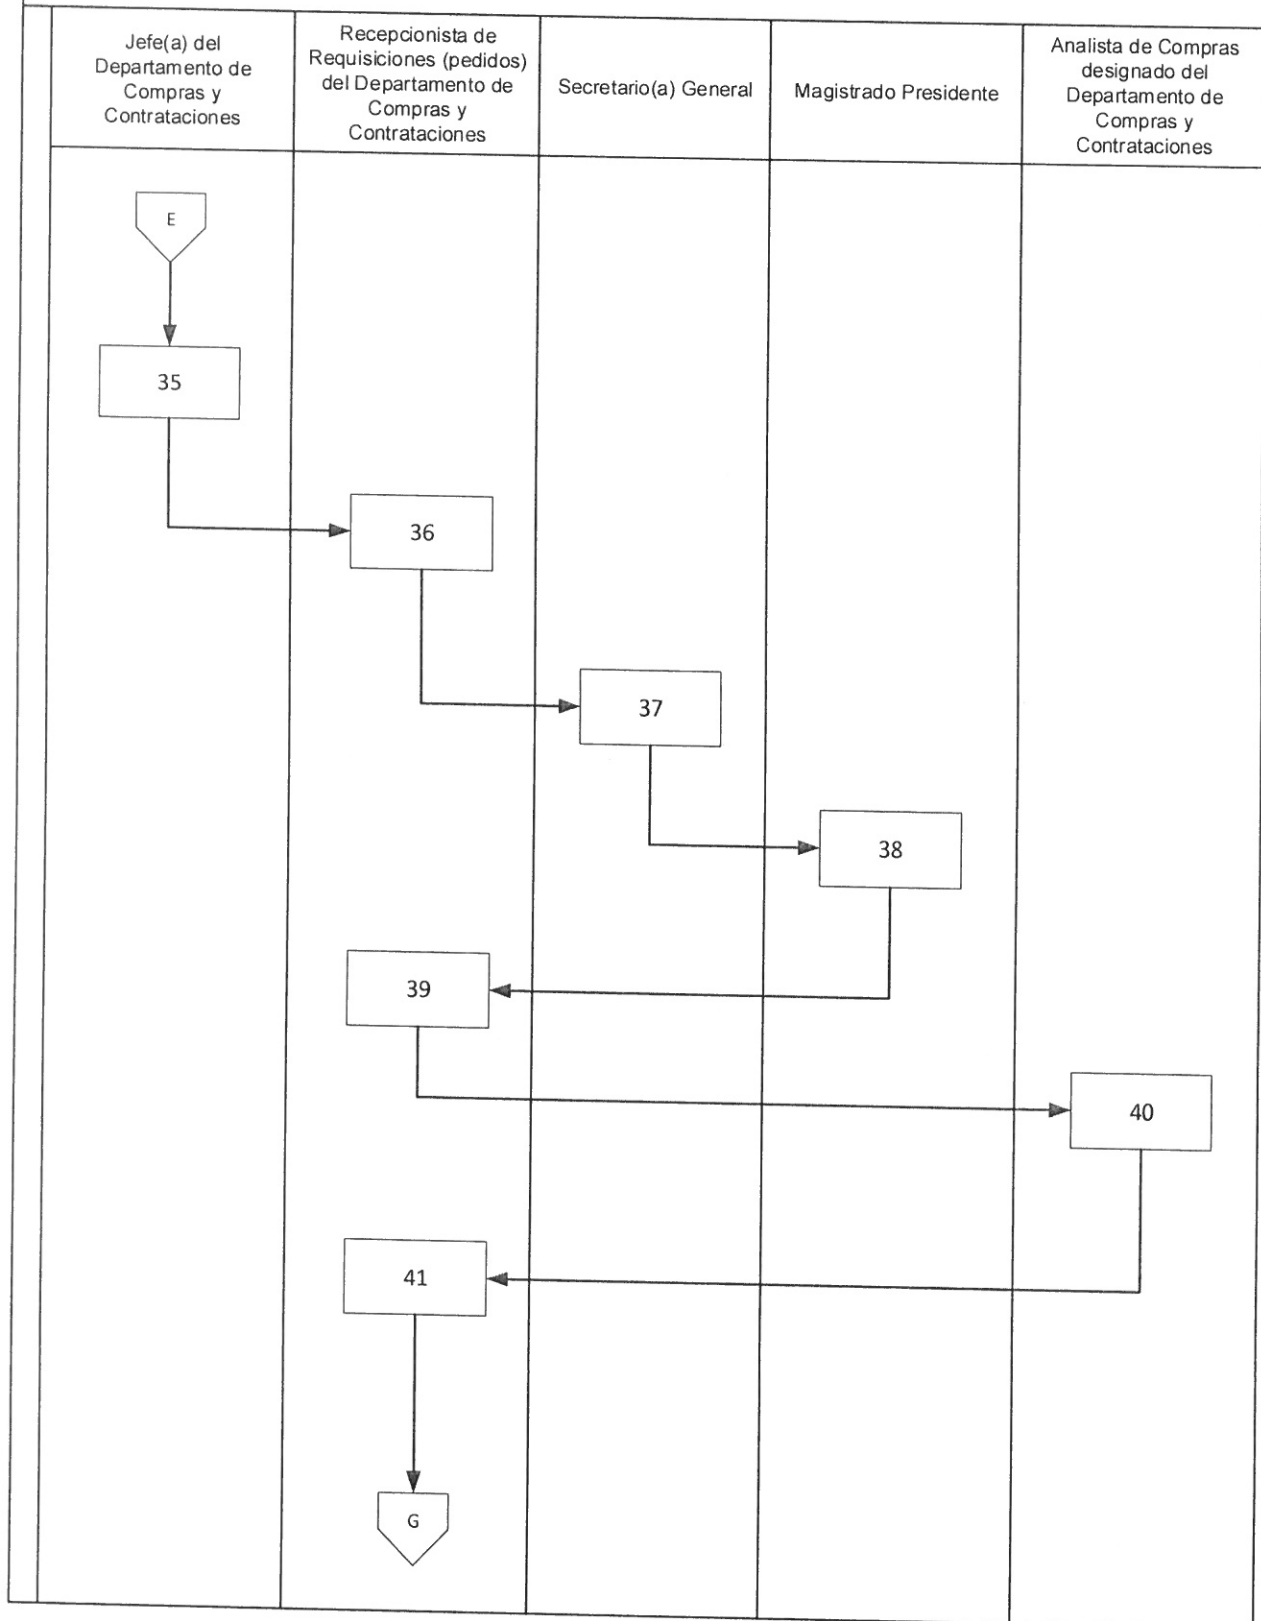 Jefe(a) del
Departamento de
Compras y
Contrataciones
Recepcionista de
Requisiciones (pedidos)
del Departamento de
Compras y
Contrataciones
Secretario(a) General
Magistrado Presidente
Analista de Compras
designado del
Departamento de
Compras y
Contrataciones
E
35
36
37
38
39
40
41
G